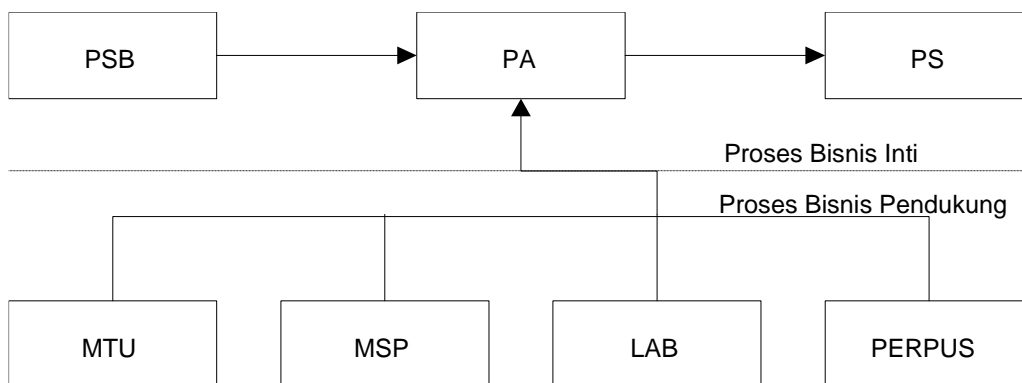 PSB
PA
PS
Proses Bisnis Inti
Proses Bisnis Pendukung
MTU
MSP
LAB
PERPUS